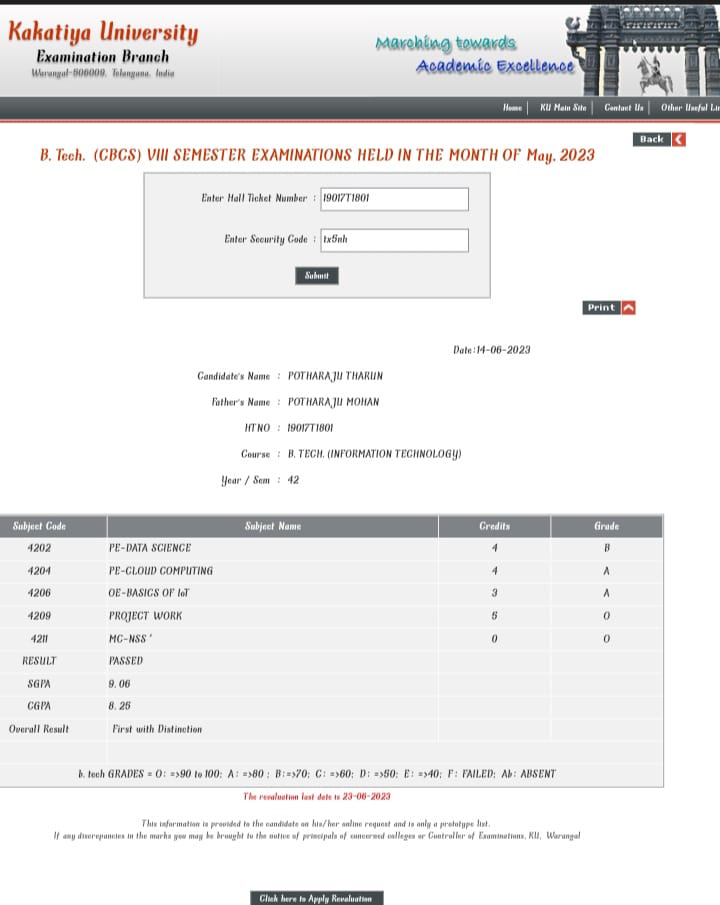 Kakatiya University
Examination Branch
Warangal-506009, Telangana, India
Marching towards
Academic Excellence
Home | KU Main Site | Contact Us | Other Useful Li
Back
B. Tech. (CBCS) VIII SEMESTER EXAMINATIONS HELD IN THE MONTH OF May, 2023
Enter Hall Ticket Number : 19017T1801
Enter Security Code : tx5nh
Submit
Print
Date:14-06-2023
Candidate's Name : POTHARAJU THARUN
Father's Name : POTHARAJU MOHAN
HTNO : 19017T1801
Course : B. TECH. (INFORMATION TECHNOLOGY)
Year / Sem : 42
Subject Code Subject Name Credits Grade
4202 PE-DATA SCIENCE 4 B
4204 PE-CLOUD COMPUTING 4 A
4206 OE-BASICS OF IoT 3 A
4209 PROJECT WORK 5 O
4211 MC-NSS ' 0 O
RESULT PASSED
SGPA 9.06
CGPA 8.25
Overall Result First with Distinction
b. tech GRADES = O: =>90 to 100; A: =>80 ; B:=>70; C: =>60; D: =>50; E: =>40; F: FAILED; Ab: ABSENT
The revaluation last date is 23-06-2023
This information is provided to the candidate on his/her online request and is only a prototype list.
If any discrepancies in the marks you may be brought to the notice of principals of concerned colleges or Controller of Examinations, KU, Warangal
Click here to Apply Revaluation